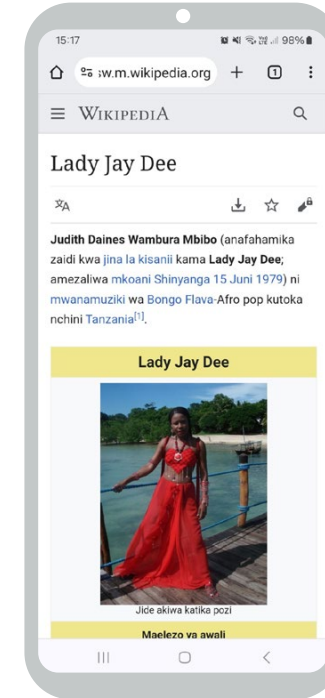 15:17
98%
sw.m.wikipedia.org
1
WIKIPEDIA
Lady Jay Dee
Judith Daines Wambura Mbibo (anafahamika
zaidi kwa jina la kisanii kama Lady Jay Dee;
amezaliwa mkoani Shinyanga 15 Juni 1979) ni
mwanamuziki wa Bongo Flava-Afro pop kutoka
nchini Tanzania[1].
Lady Jay Dee
Jide akiwa katika pozi
Maelezo ya awali